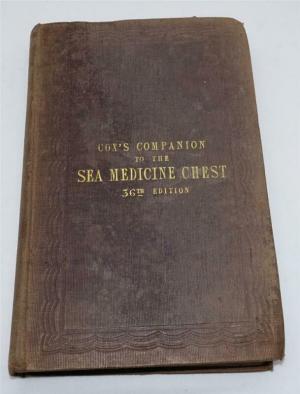 COX'S COMPANION
TO THE
SEA MEDICINE CHEST
36TH EDITION